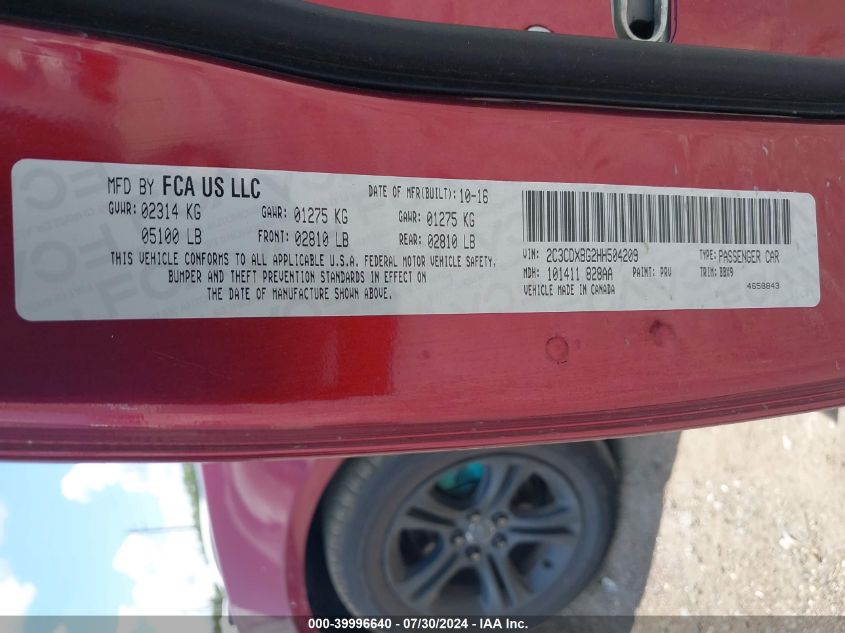 MFD BY FCA US LLC DATE OF MFR(BUILT): 10-16
GVWR: 02314 KG GAWR: 01275 KG GAWR: 01275 KG
05100 LB FRONT: 02810 LB REAR: 02810 LB
THIS VEHICLE CONFORMS TO ALL APPLICABLE U.S.A. FEDERAL MOTOR VEHICLE SAFETY,
BUMPER AND THEFT PREVENTION STANDARDS IN EFFECT ON
THE DATE OF MANUFACTURE SHOWN ABOVE.
VIN: 2C3CDXBG2HH504209 TYPE: PASSENGER CAR
MDH: 101411 828AA PAINT: PRV TRIM: BBX9
VEHICLE MADE IN CANADA 4658843
000-39996640 - 07/30/2024 - IAA Inc.